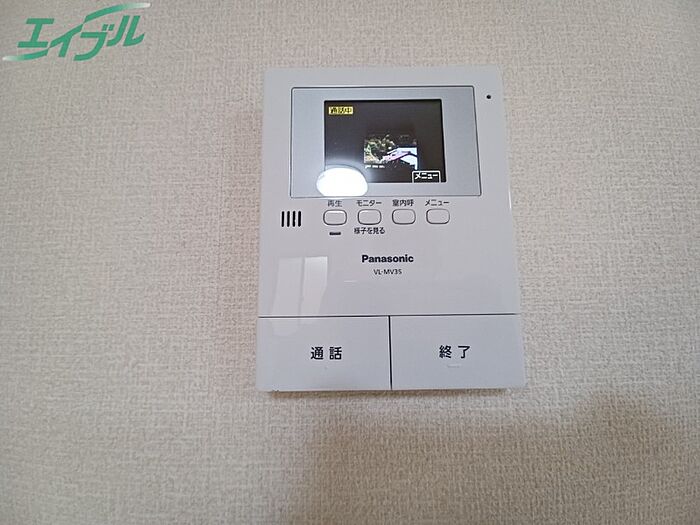 エイブル
通話中
メニュー
再生 モニター 室内呼 メニュー
様子を見る
Panasonic
VL-MV35
通話 終了